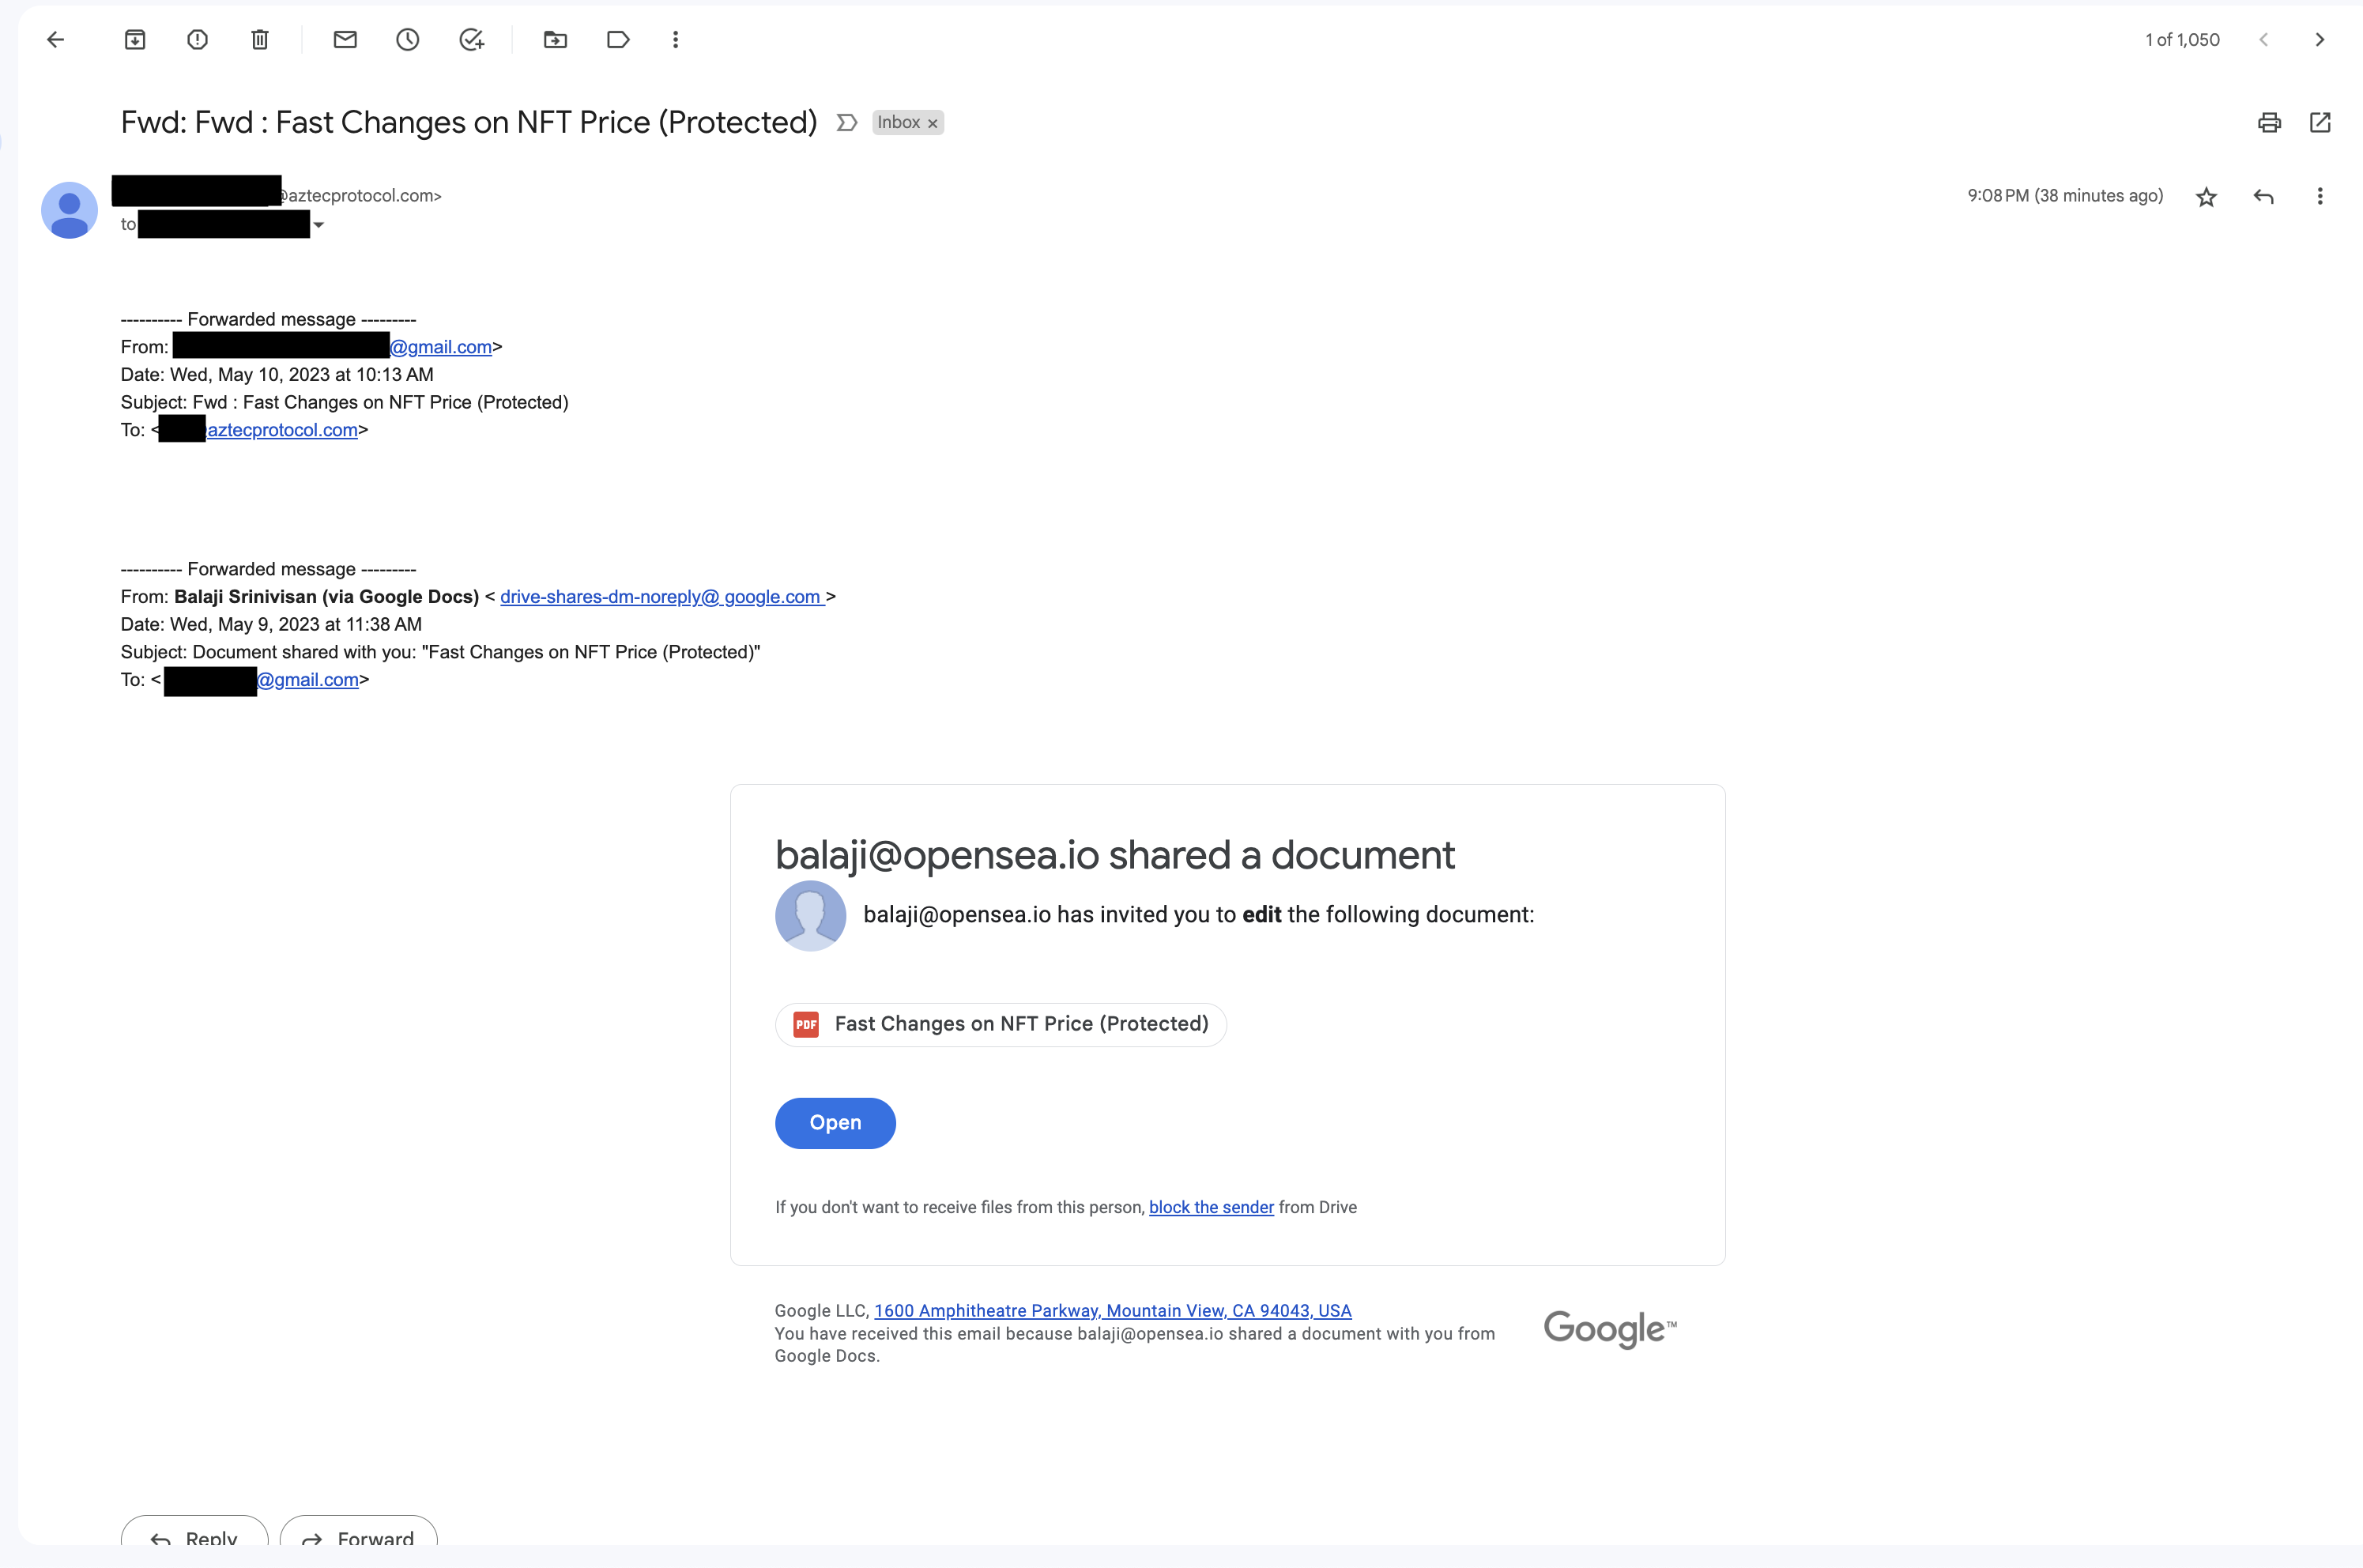 1 of 1,050
Fwd: Fwd : Fast Changes on NFT Price (Protected) Inbox ×
@aztecprotocol.com> 9:08 PM (38 minutes ago)
to
---------- Forwarded message ---------
From: @gmail.com>
Date: Wed, May 10, 2023 at 10:13 AM
Subject: Fwd : Fast Changes on NFT Price (Protected)
To: < aztecprotocol.com>
---------- Forwarded message ---------
From: Balaji Srinivisan (via Google Docs) < drive-shares-dm-noreply@ google.com >
Date: Wed, May 9, 2023 at 11:38 AM
Subject: Document shared with you: "Fast Changes on NFT Price (Protected)"
To: < @gmail.com>
balaji@opensea.io shared a document
balaji@opensea.io has invited you to edit the following document:
PDF Fast Changes on NFT Price (Protected)
Open
If you don't want to receive files from this person, block the sender from Drive
Google LLC, 1600 Amphitheatre Parkway, Mountain View, CA 94043, USA
You have received this email because balaji@opensea.io shared a document with you from
Google Docs.
Google™
Reply Forward